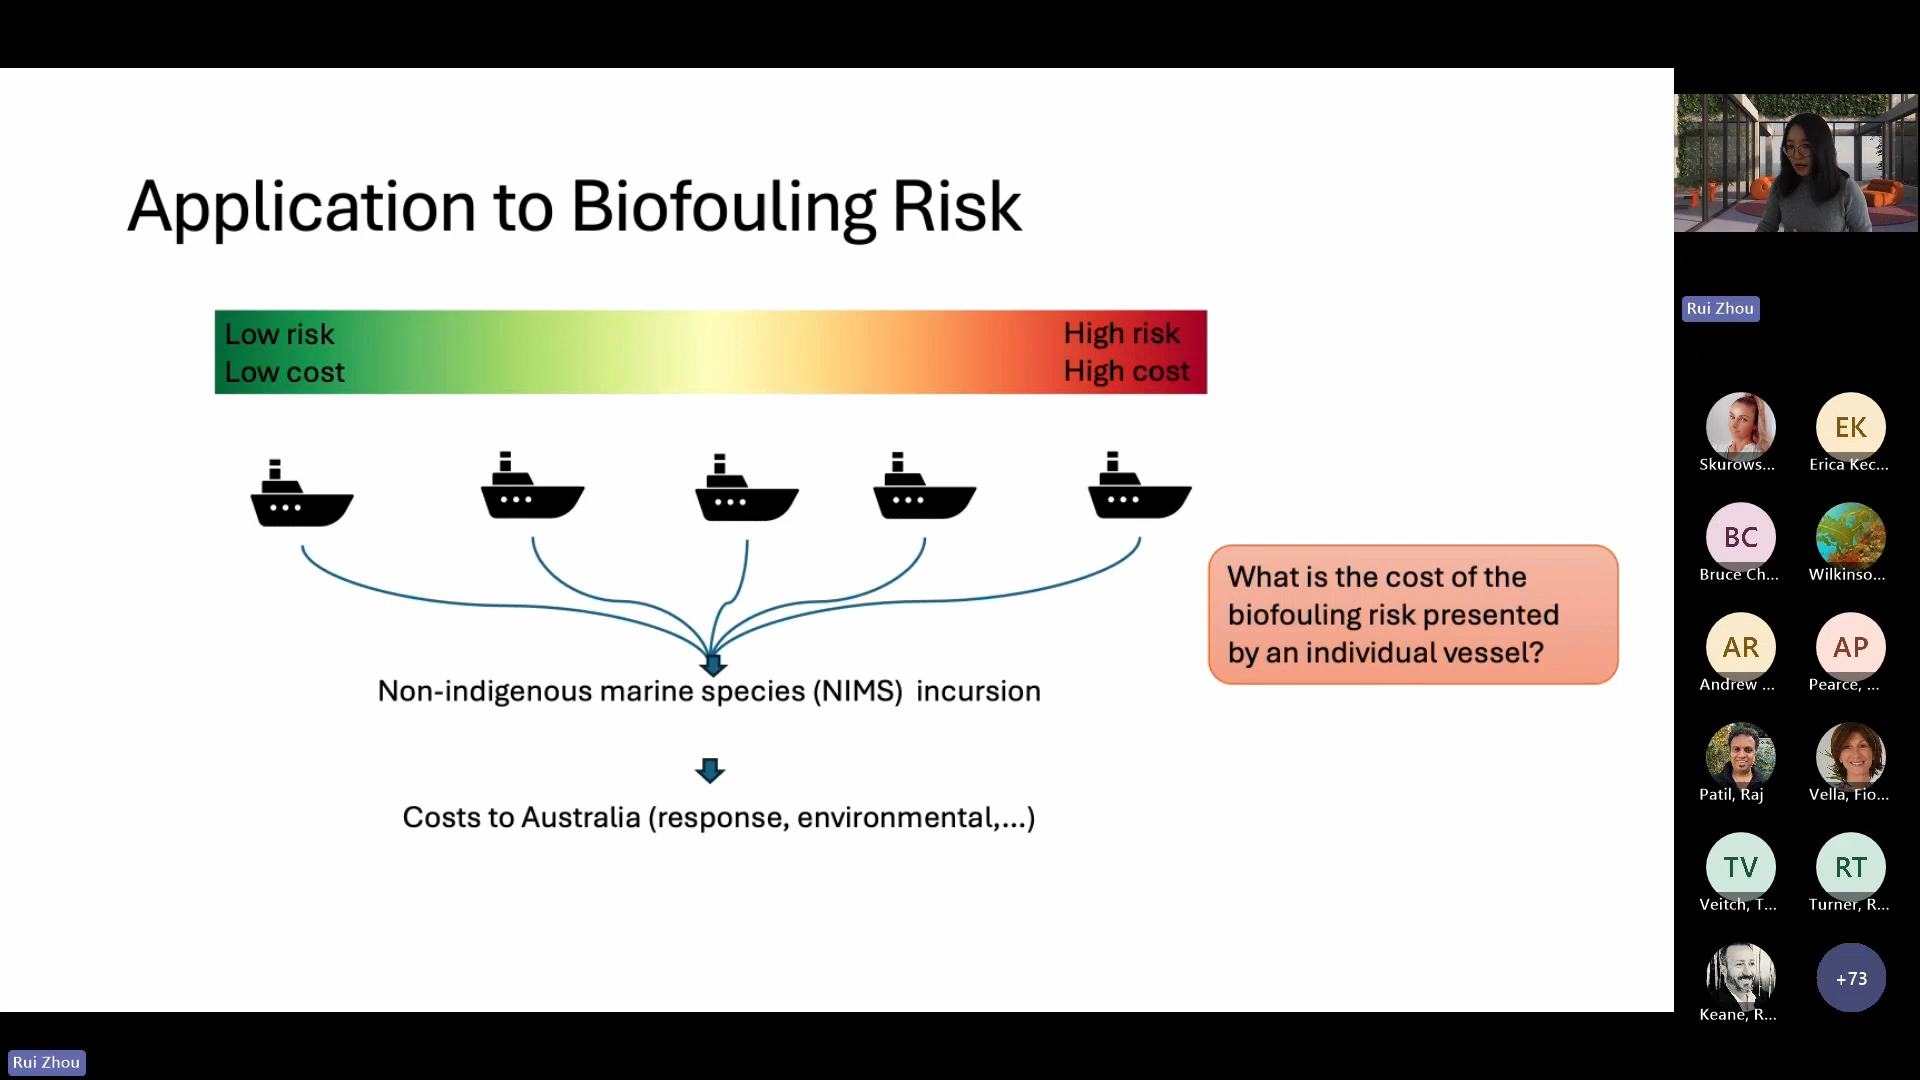 Application to Biofouling Risk
Low risk
Low cost
High risk
High cost
What is the cost of the
biofouling risk presented
by an individual vessel?
Non-indigenous marine species (NIMS) incursion
Costs to Australia (response, environmental,...)
Rui Zhou
Skurows...
EK
Erica Kec...
BC
Bruce Ch...
Wilkinso...
AR
Andrew ...
AP
Pearce, ...
Patil, Raj
Vella, Fio...
TV
Veitch, T...
RT
Turner, R...
Keane, R...
+73
Rui Zhou